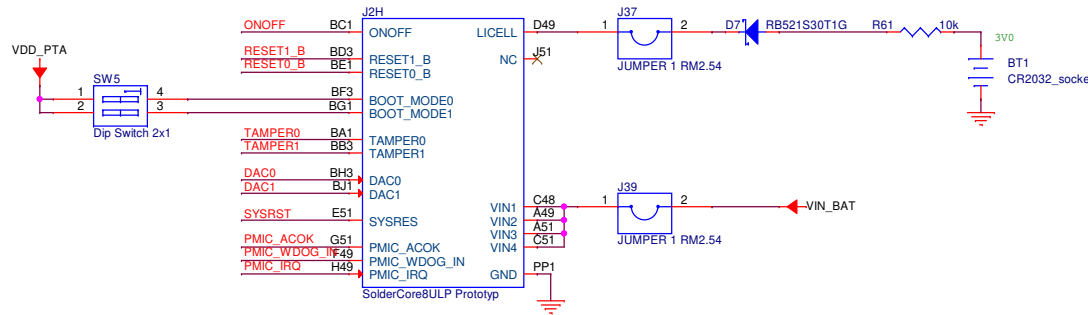 J2H
J37
ONOFF BC1 ONOFF LICELL D49 1 2 D7 RB521S30T1G R61 10k
3V0
VDD_PTA
RESET1_B BD3 RESET1_B NC J51
RESET0_B BE1 RESET0_B
JUMPER 1 RM2.54
BT1
CR2032_socke
SW5
1 4 BF3 BOOT_MODE0
2 3 BG1 BOOT_MODE1
Dip Switch 2x1
TAMPER0 BA1 TAMPER0
TAMPER1 BB3 TAMPER1
DAC0 BH3 DAC0
DAC1 BJ1 DAC1
J39
VIN1 C48 1 2 VIN_BAT
SYSRST E51 SYSRES VIN2 A49
VIN3 A51
PMIC_ACOK G51 PMIC_ACOK VIN4 C51
JUMPER 1 RM2.54
PMIC_WDOG_IN F49 PMIC_WDOG_IN
PMIC_IRQ H49 PMIC_IRQ GND PP1
SolderCore8ULP Prototyp